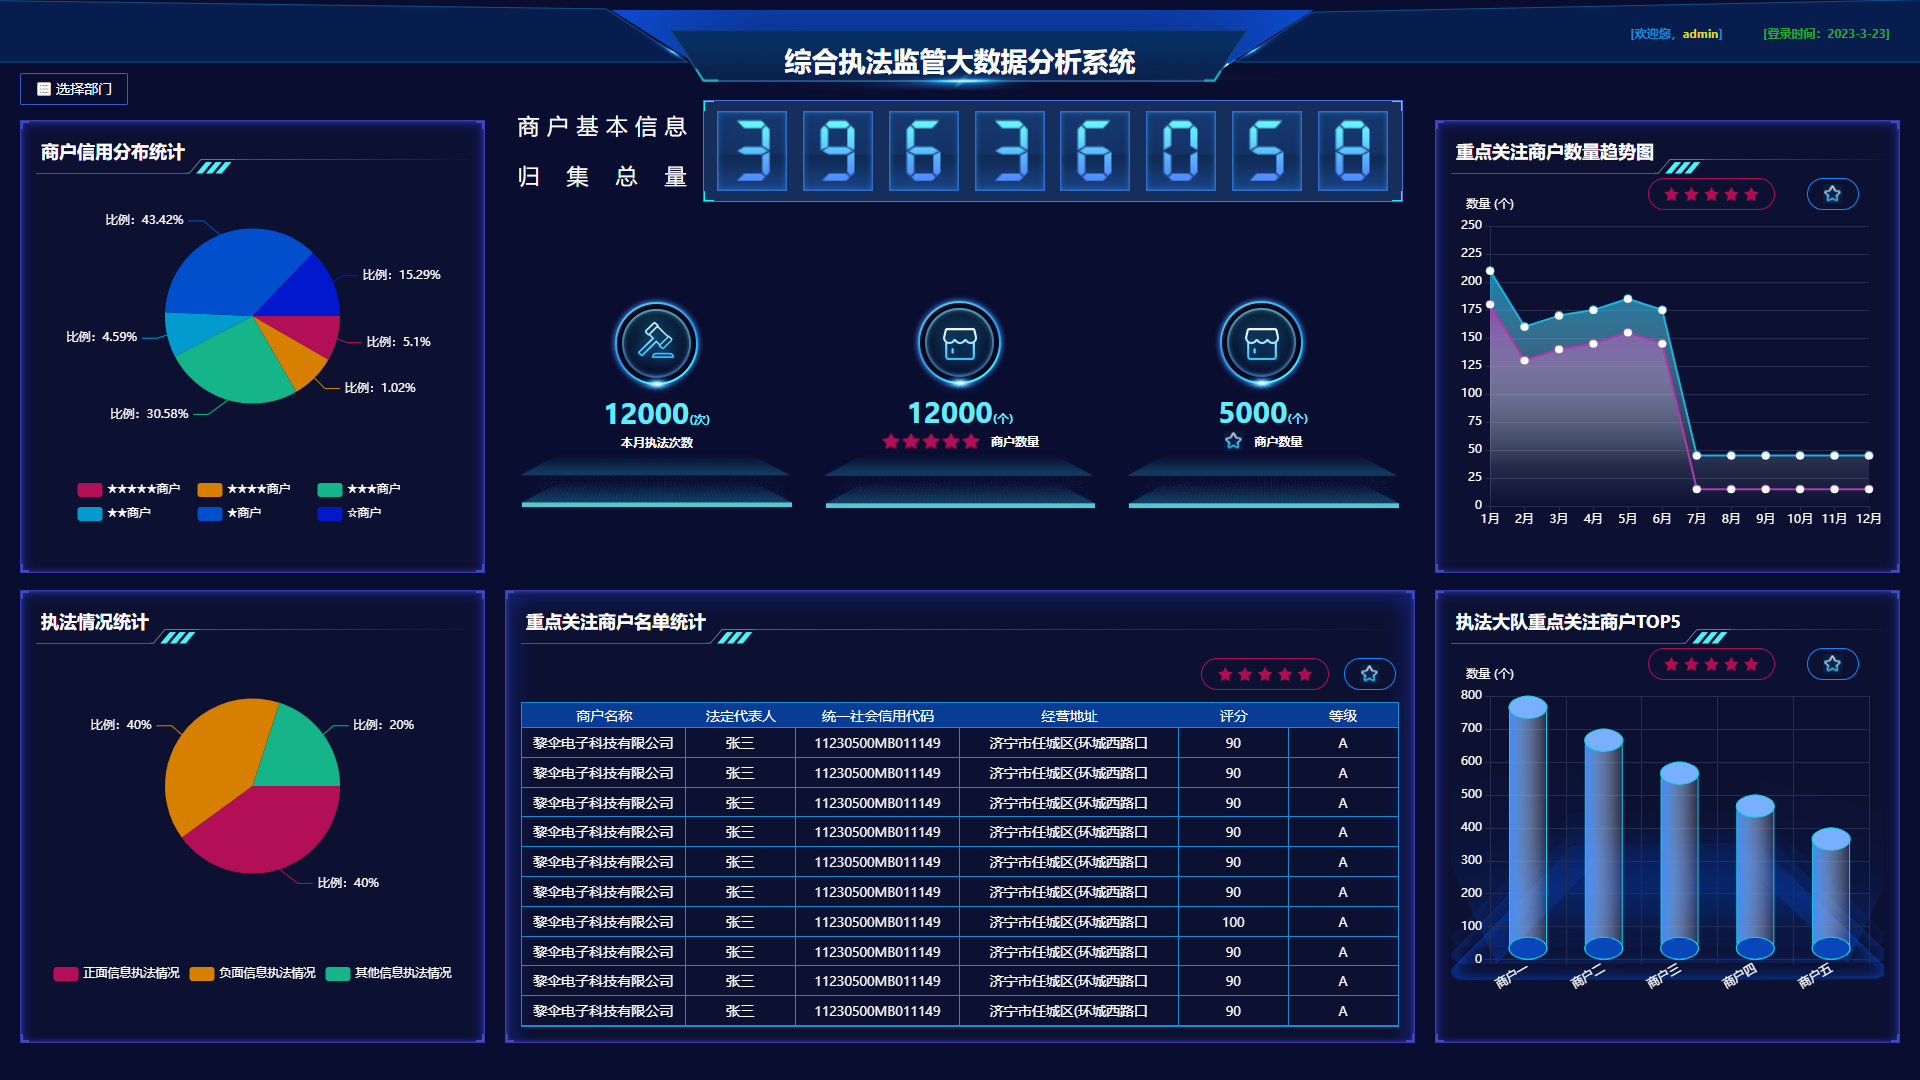 综合执法监管大数据分析系统
[欢迎您，admin]
[登录时间：2023-3-23]
选择部门
商户基本信息
归集总量
39636058
商户信用分布统计
比例：43.42%
比例：15.29%
比例：4.59%
比例：5.1%
比例：1.02%
比例：30.58%
★★★★★商户
★★★★商户
★★★商户
★★商户
★商户
☆商户
12000(次)
本月执法次数
12000(个)
商户数量
5000(个)
商户数量
重点关注商户数量趋势图
数量 (个)
250
225
200
175
150
125
100
75
50
25
0
1月 2月 3月 4月 5月 6月 7月 8月 9月 10月 11月 12月
执法情况统计
比例：40%
比例：20%
比例：40%
正面信息执法情况
负面信息执法情况
其他信息执法情况
重点关注商户名单统计
商户名称 法定代表人 统一社会信用代码 经营地址 评分 等级
黎伞电子科技有限公司 张三 11230500MB011149 济宁市任城区(环城西路口 90 A
黎伞电子科技有限公司 张三 11230500MB011149 济宁市任城区(环城西路口 90 A
黎伞电子科技有限公司 张三 11230500MB011149 济宁市任城区(环城西路口 90 A
黎伞电子科技有限公司 张三 11230500MB011149 济宁市任城区(环城西路口 90 A
黎伞电子科技有限公司 张三 11230500MB011149 济宁市任城区(环城西路口 90 A
黎伞电子科技有限公司 张三 11230500MB011149 济宁市任城区(环城西路口 90 A
黎伞电子科技有限公司 张三 11230500MB011149 济宁市任城区(环城西路口 100 A
黎伞电子科技有限公司 张三 11230500MB011149 济宁市任城区(环城西路口 90 A
黎伞电子科技有限公司 张三 11230500MB011149 济宁市任城区(环城西路口 90 A
黎伞电子科技有限公司 张三 11230500MB011149 济宁市任城区(环城西路口 90 A
执法大队重点关注商户TOP5
数量 (个)
800
700
600
500
400
300
200
100
0
商户一 商户二 商户三 商户四 商户五